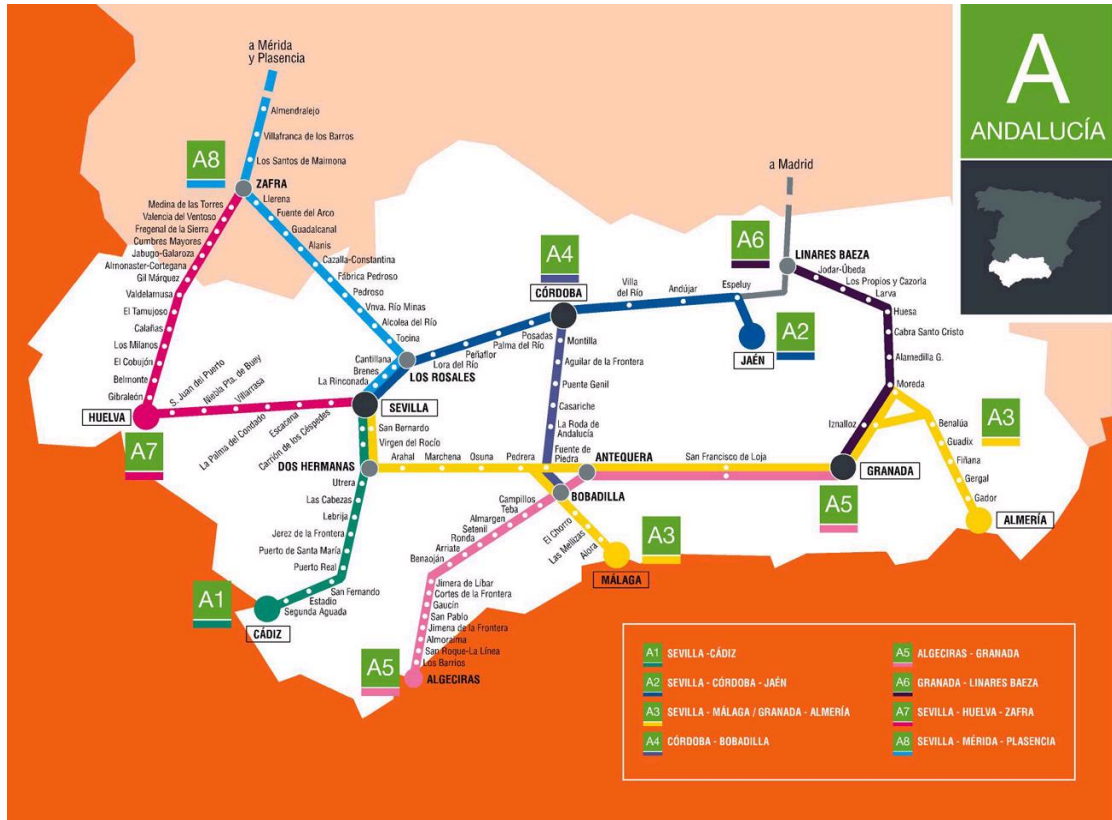 A
ANDALUCÍA
a Mérida
y Plasencia
Almendralejo
Villafranca de los Barros
Los Santos de Maimona
A8
ZAFRA
Medina de las Torres
Valencia del Ventoso
Fregenal de la Sierra
Cumbres Mayores
Jabugo-Galaroza
Almonaster-Cortegana
Gil Márquez
Valdelamusa
El Tamujoso
Calañas
Los Milanos
El Cobujón
Belmonte
Gibraleón
HUELVA
A7
Llerena
Fuente del Arco
Guadalcanal
Alanis
Cazalla-Constantina
Fábrica Pedroso
Pedroso
Vnva. Río Minas
Alcolea del Río
Tocina
Cantillana
Brenes
La Rinconada
LOS ROSALES
S. Juan del Puerto
Niebla Pta. de Buey
Villarrasa
La Palma del Condado
Escacena
Carrión de los Céspedes
SEVILLA
Lora del Río
Peñaflor
Palma del Río
Posadas
A4
CÓRDOBA
Villa
del Río
Andújar
Espeluy
A2
JAÉN
a Madrid
A6
LINARES BAEZA
Jodar-Úbeda
Los Propios y Cazorla
Larva
Huesa
Cabra Santo Cristo
Alamedilla G.
Moreda
Iznalloz
Benalúa
Guadix
Fiñana
Gergal
Gador
A3
ALMERÍA
GRANADA
A5
San Francisco de Loja
Montilla
Aguilar de la Frontera
Puente Genil
Casariche
La Roda de
Andalucía
Fuente de
Piedra
ANTEQUERA
BOBADILLA
San Bernardo
Virgen del Rocío
DOS HERMANAS
Arahal
Marchena
Osuna
Pedrera
Utrera
Las Cabezas
Lebrija
Jerez de la Frontera
Puerto de Santa María
Puerto Real
San Fernando
Estadio
Segunda Aguada
A1
CÁDIZ
Campillos
Teba
Almargen
Setenil
Ronda
Arriate
Benaoján
Jimera de Libar
Cortes de la Frontera
Gaucín
San Pablo
Jimena de la Frontera
Almoraima
San Roque-La Línea
Los Barrios
A5
ALGECIRAS
El Chorro
Las Mellizas
Alora
MÁLAGA
A3
A1 SEVILLA -CÁDIZ
A2 SEVILLA - CÓRDOBA - JAÉN
A3 SEVILLA - MÁLAGA / GRANADA - ALMERÍA
A4 CÓRDOBA - BOBADILLA
A5 ALGECIRAS - GRANADA
A6 GRANADA - LINARES BAEZA
A7 SEVILLA - HUELVA - ZAFRA
A8 SEVILLA - MÉRIDA - PLASENCIA